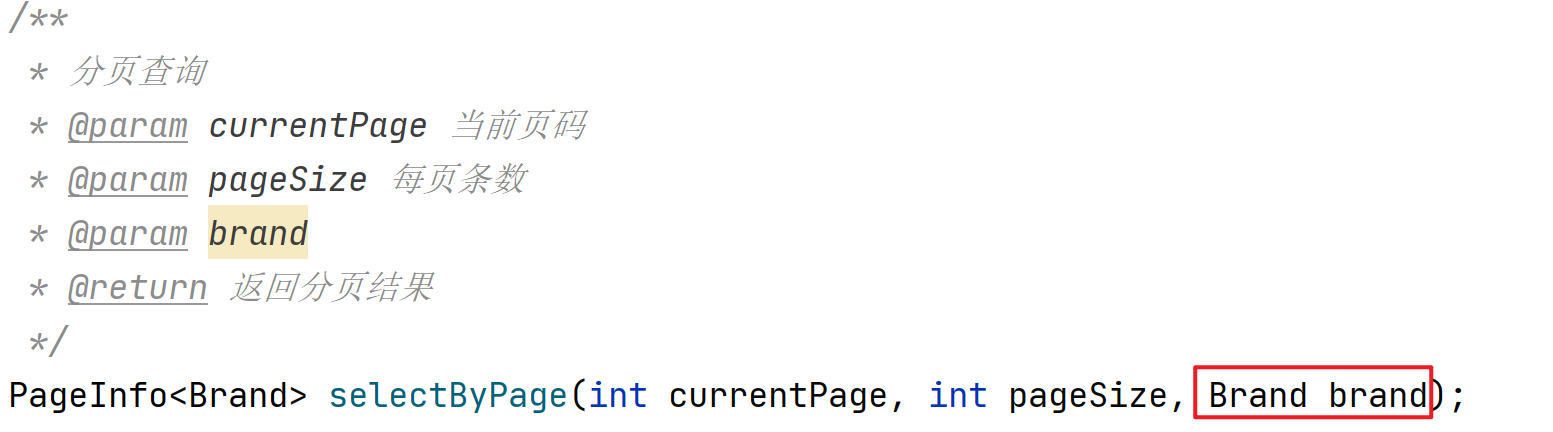 /**
* 分页查询
* @param currentPage 当前页码
* @param pageSize 每页条数
* @param brand
* @return 返回分页结果
*/
PageInfo<Brand> selectByPage(int currentPage, int pageSize, Brand brand);